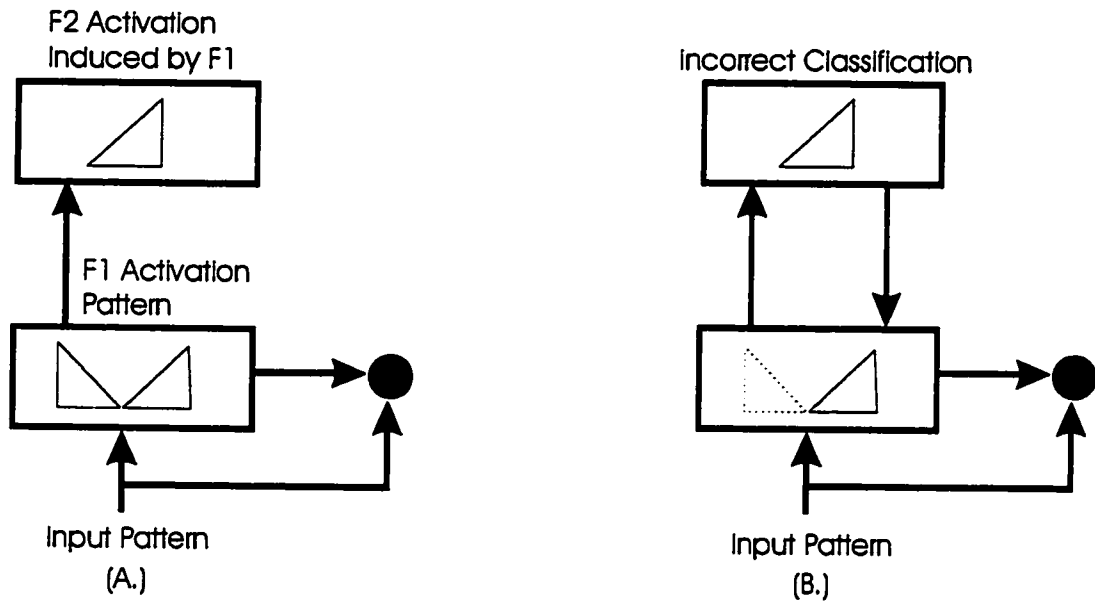 F2 Activation
Induced by F1
F1 Activation
Pattern
Input Pattern
(A.)
Incorrect Classification
Input Pattern
(B.)